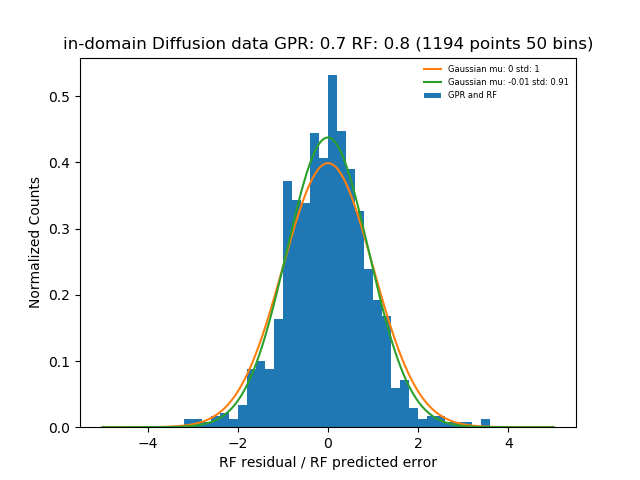 in-domain Diffusion data GPR: 0.7 RF: 0.8 (1194 points 50 bins)
Gaussian mu: 0 std: 1
Gaussian mu: -0.01 std: 0.91
GPR and RF
Normalized Counts
0.5
0.4
0.3
0.2
0.1
0.0
−4 −2 0 2 4
RF residual / RF predicted error